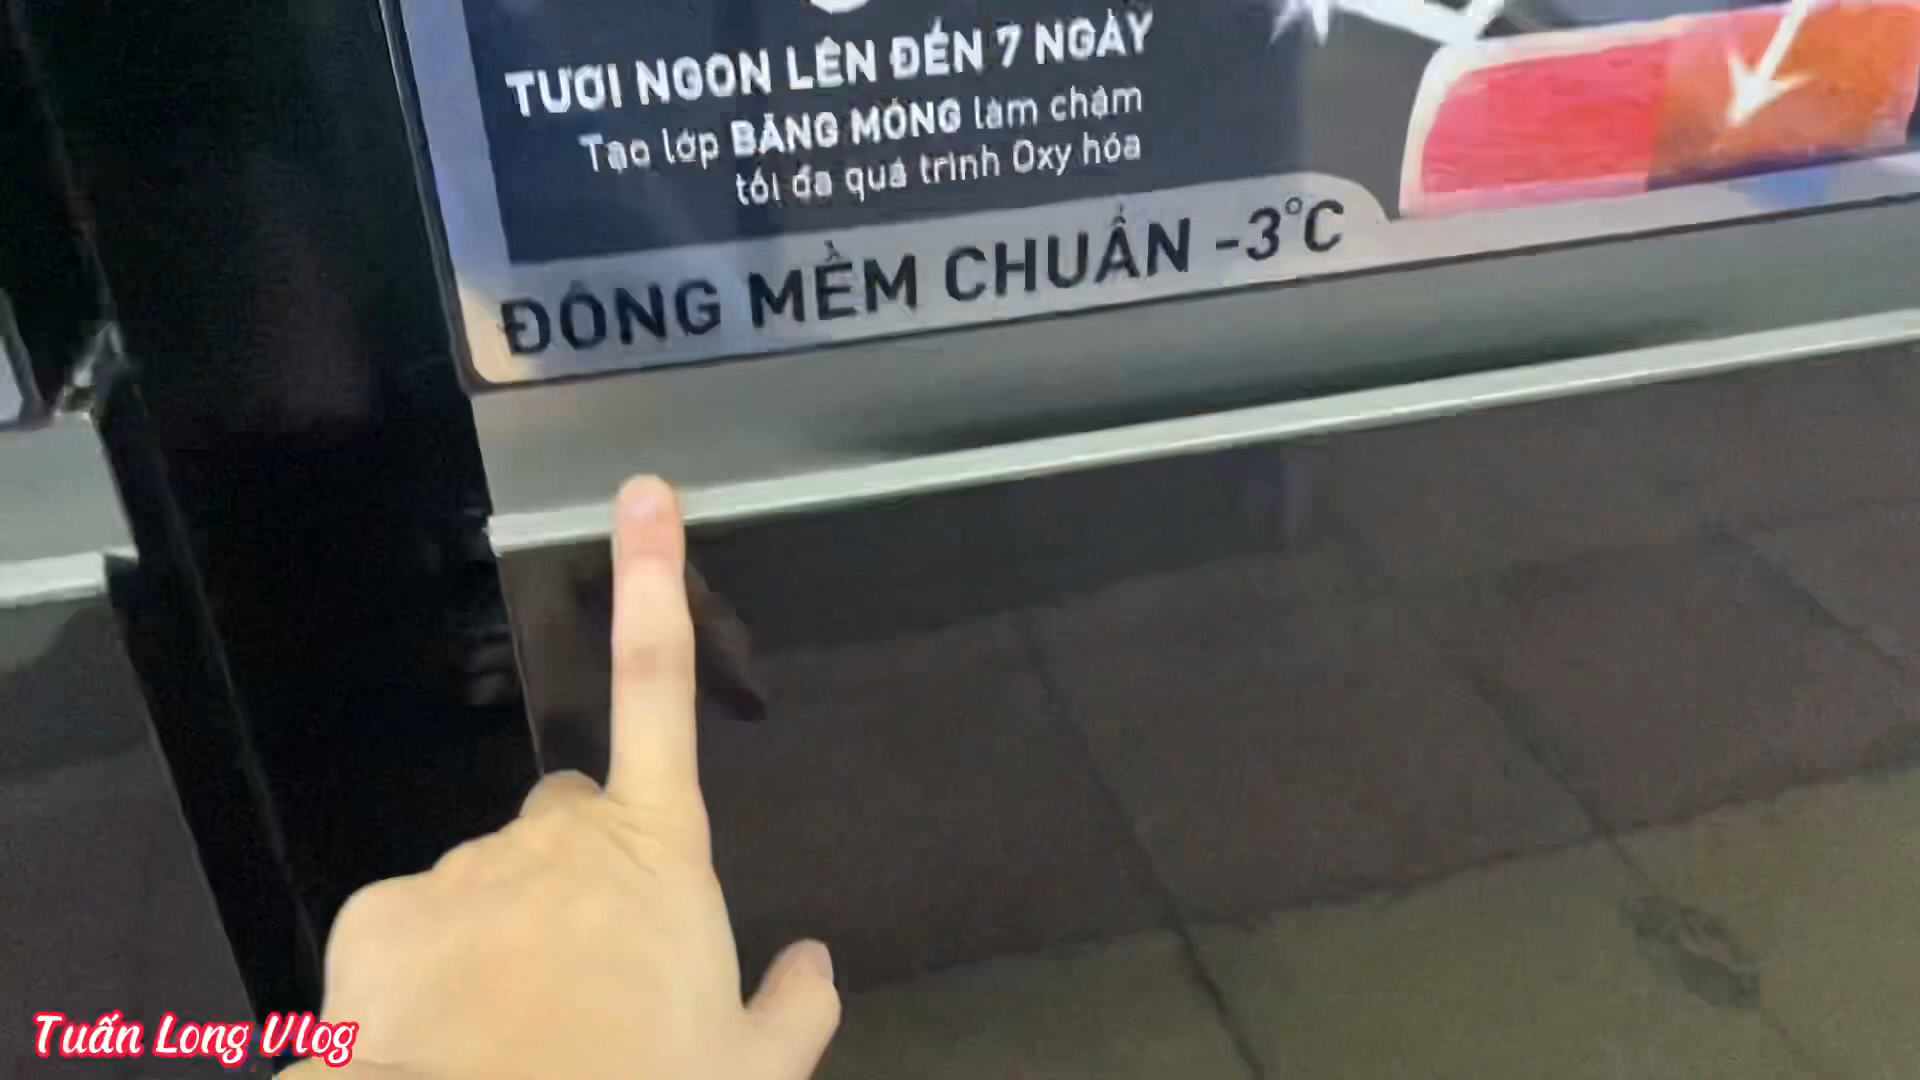 TƯƠI NGON LÊN ĐẾN 7 NGÀY
Tạo lớp BĂNG MỎNG làm chậm
tối đa quá trình Oxy hóa
ĐÔNG MỀM CHUẨN -3°C
Tuấn Long Vlog